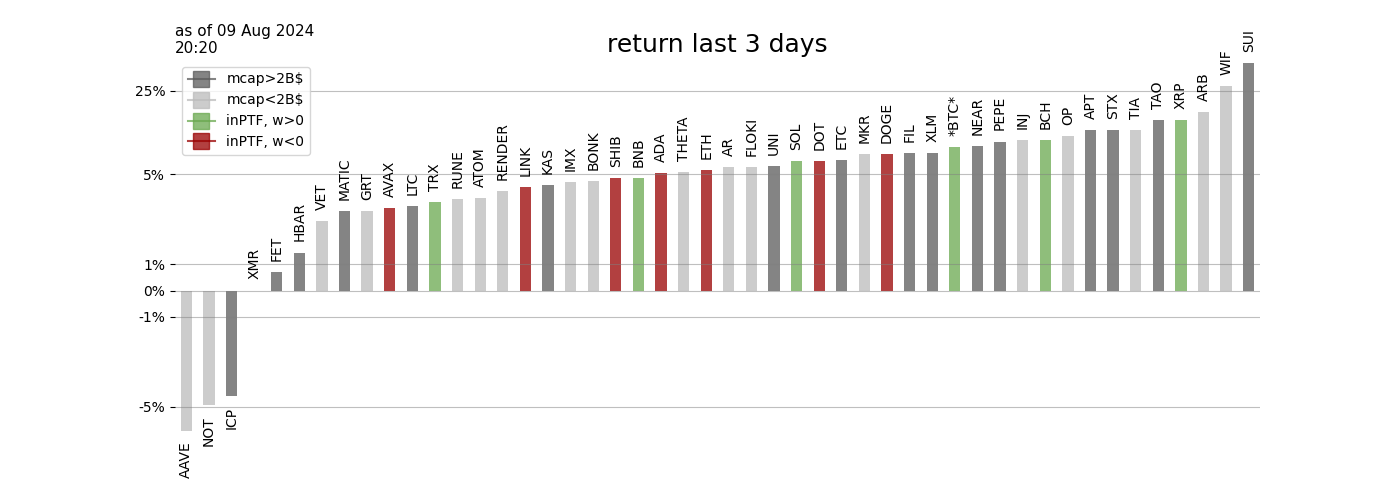 as of 09 Aug 2024
20:20
return last 3 days
mcap>2B$
mcap<2B$
inPTF, w>0
inPTF, w<0
25%
5%
1%
0%
-1%
-5%
AAVE
NOT
ICP
XMR
FET
HBAR
VET
MATIC
GRT
AVAX
LTC
TRX
RUNE
ATOM
RENDER
LINK
KAS
IMX
BONK
SHIB
BNB
ADA
THETA
ETH
AR
FLOKI
UNI
SOL
DOT
ETC
MKR
DOGE
FIL
XLM
*BTC*
NEAR
PEPE
INJ
BCH
OP
APT
STX
TIA
TAO
XRP
ARB
WIF
SUI